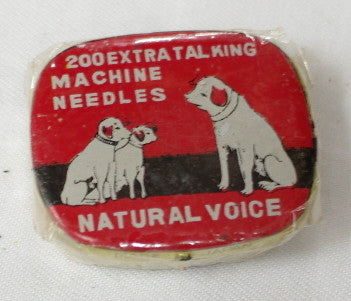 200 EXTRA TALKING
MACHINE
NEEDLES
NATURAL VOICE